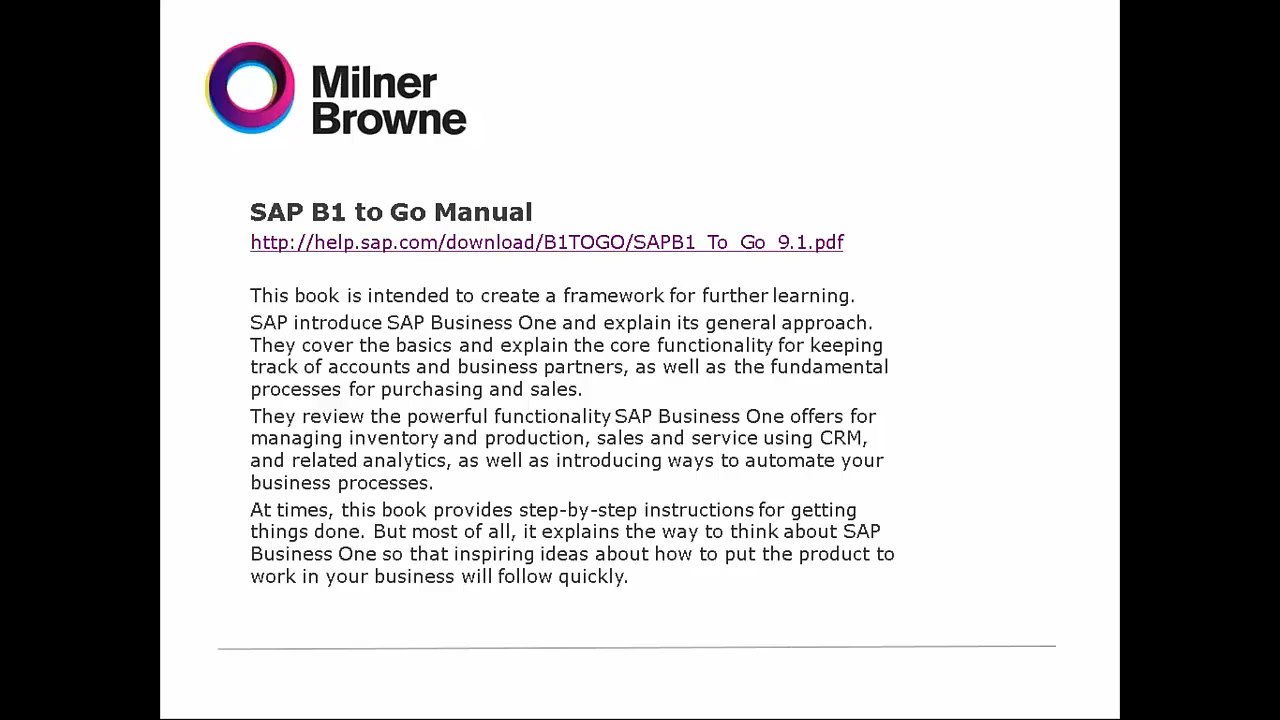 Milner
Browne
SAP B1 to Go Manual
http://help.sap.com/download/B1TOGO/SAPB1_To_Go_9.1.pdf
This book is intended to create a framework for further learning.
SAP introduce SAP Business One and explain its general approach.
They cover the basics and explain the core functionality for keeping
track of accounts and business partners, as well as the fundamental
processes for purchasing and sales.
They review the powerful functionality SAP Business One offers for
managing inventory and production, sales and service using CRM,
and related analytics, as well as introducing ways to automate your
business processes.
At times, this book provides step-by-step instructions for getting
things done. But most of all, it explains the way to think about SAP
Business One so that inspiring ideas about how to put the product to
work in your business will follow quickly.